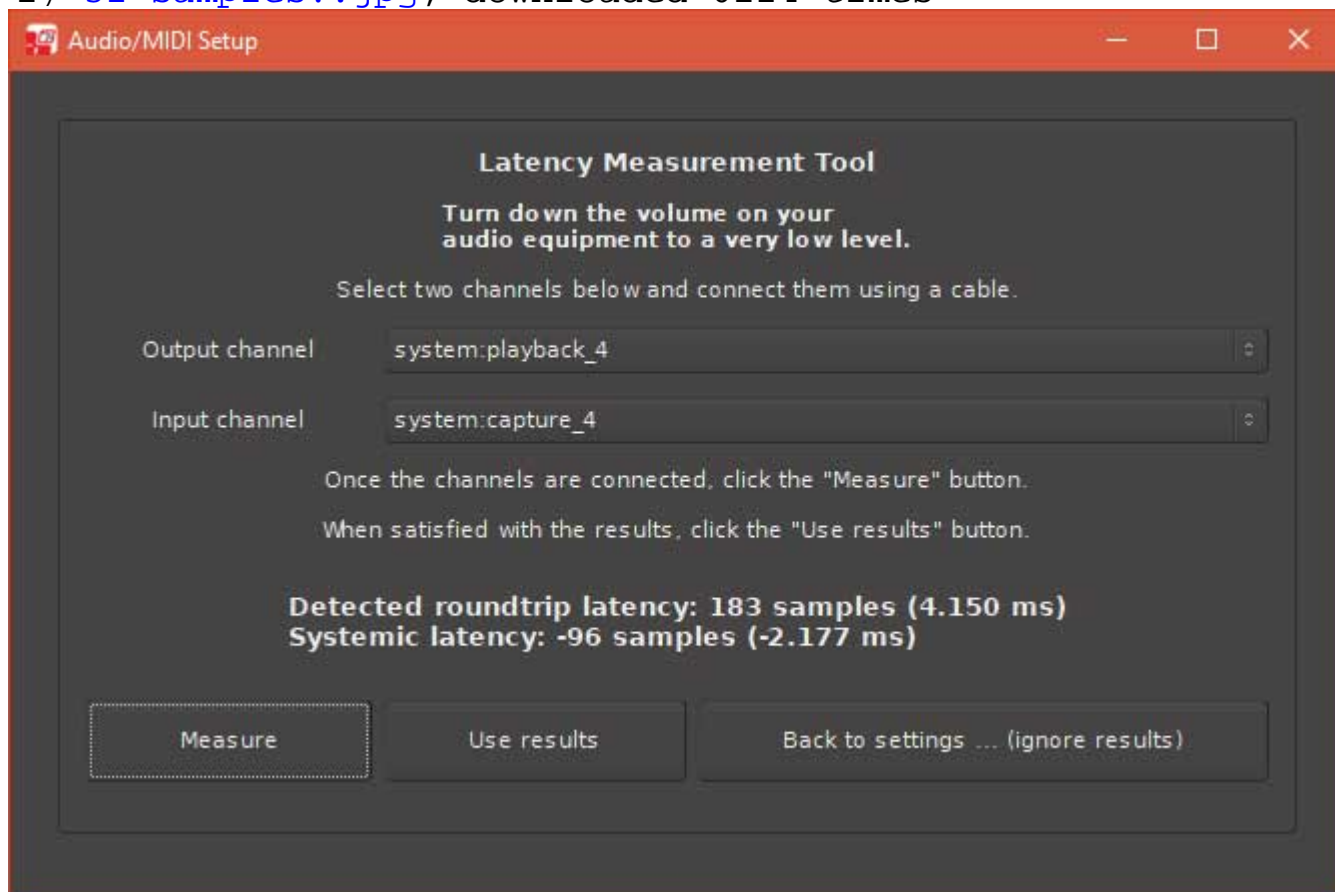 Audio/MIDI Setup
Latency Measurement Tool
Turn down the volume on your
audio equipment to a very low level.
Select two channels below and connect them using a cable.
Output channel system:playback_4
Input channel system:capture_4
Once the channels are connected, click the "Measure" button.
When satisfied with the results, click the "Use results" button.
Detected roundtrip latency: 183 samples (4.150 ms)
Systemic latency: -96 samples (-2.177 ms)
Measure Use results Back to settings ... (ignore results)